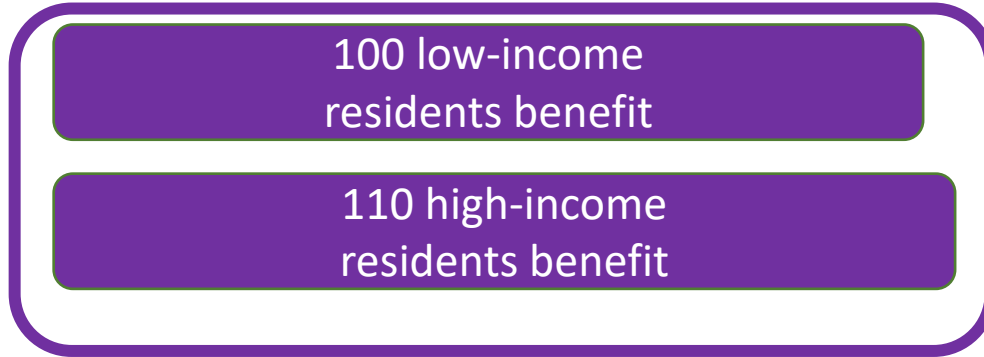 100 low-income
residents benefit
110 high-income
residents benefit